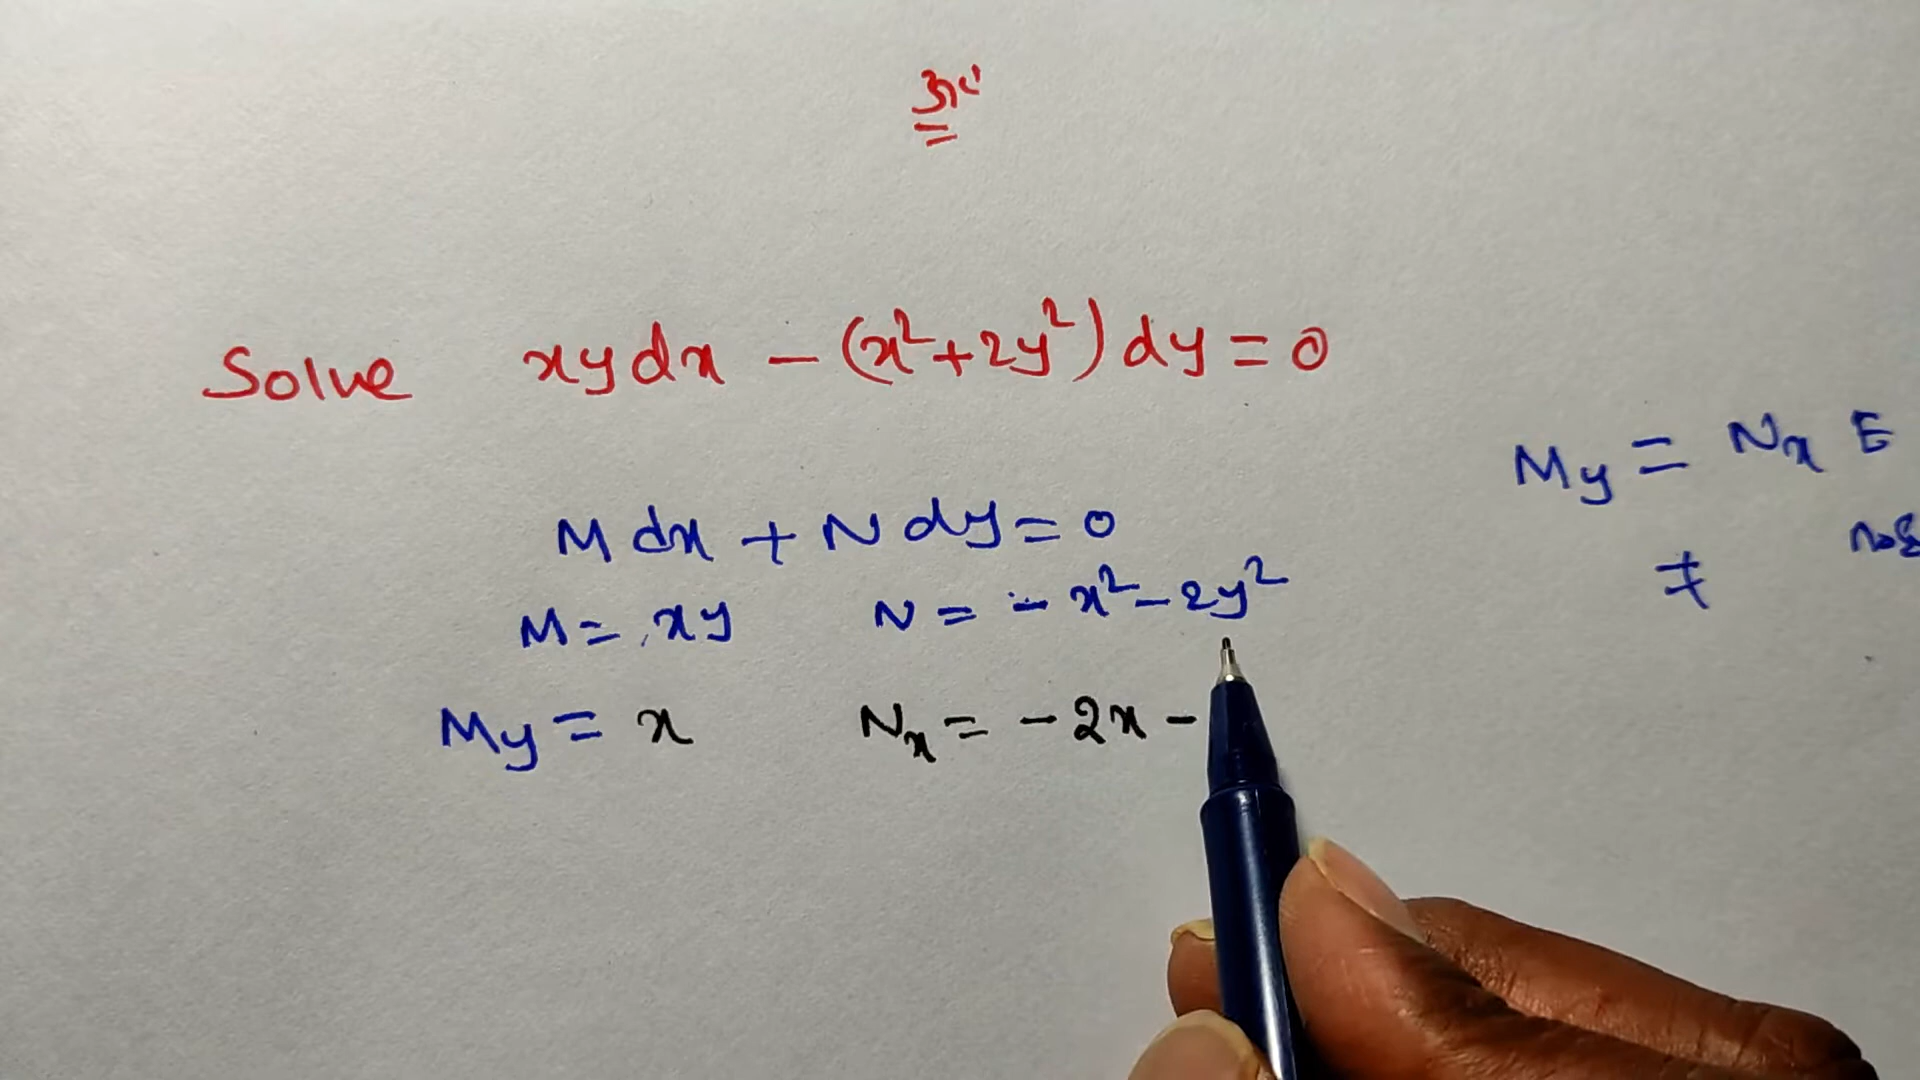 Solve xydx - (x²+2y²)dy=0
My = Nx E
Mdx + Ndy=0
≠
M= xy N = -x²-2y²
My = x Nx = -2x -